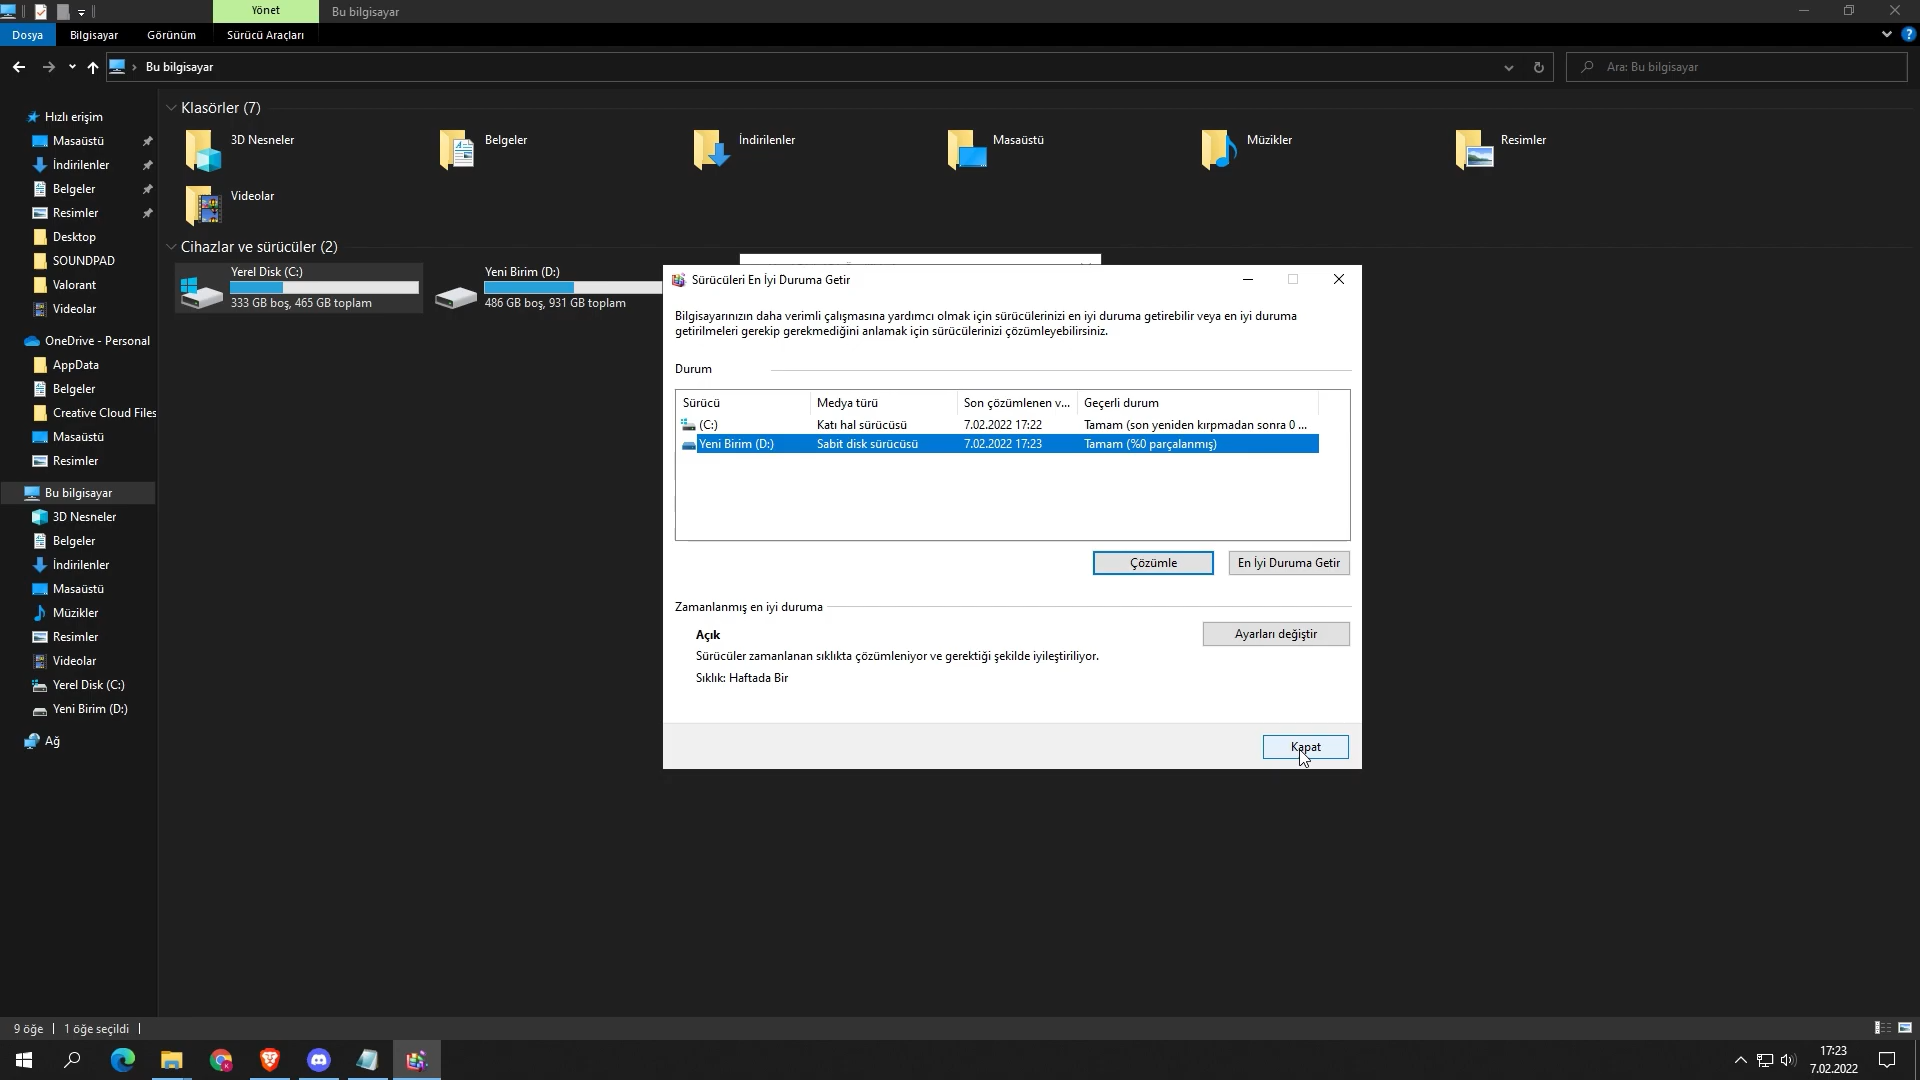 Yönet
Bu bilgisayar
Dosya
Bilgisayar
Görünüm
Sürücü Araçları
Bu bilgisayar
Ara: Bu bilgisayar
Hızlı erişim
Masaüstü
İndirilenler
Belgeler
Resimler
Desktop
SOUNDPAD
Valorant
Videolar
OneDrive - Personal
AppData
Belgeler
Creative Cloud Files
Masaüstü
Resimler
Bu bilgisayar
3D Nesneler
Belgeler
İndirilenler
Masaüstü
Müzikler
Resimler
Videolar
Yerel Disk (C:)
Yeni Birim (D:)
Ağ
Klasörler (7)
3D Nesneler
Belgeler
İndirilenler
Masaüstü
Müzikler
Resimler
Videolar
Cihazlar ve sürücüler (2)
Yerel Disk (C:)
333 GB boş, 465 GB toplam
Yeni Birim (D:)
486 GB boş, 931 GB toplam
Sürücüleri En İyi Duruma Getir
Bilgisayarınızın daha verimli çalışmasına yardımcı olmak için sürücülerinizi en iyi duruma getirebilir veya en iyi duruma
getirilmeleri gerekip gerekmediğini anlamak için sürücülerinizi çözümleyebilirsiniz.
Durum
Sürücü Medya türü Son çözümlenen v... Geçerli durum
(C:) Katı hal sürücüsü 7.02.2022 17:22 Tamam (son yeniden kırpmadan sonra 0 ...
Yeni Birim (D:) Sabit disk sürücüsü 7.02.2022 17:23 Tamam (%0 parçalanmış)
Çözümle
En İyi Duruma Getir
Zamanlanmış en iyi duruma
Açık
Ayarları değiştir
Sürücüler zamanlanan sıklıkta çözümleniyor ve gerektiği şekilde iyileştiriliyor.
Sıklık: Haftada Bir
Kapat
9 öğe
1 öğe seçildi
17:23
7.02.2022